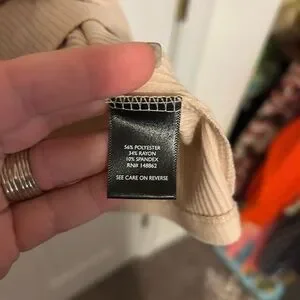 56% POLYESTER
34% RAYON
10% SPANDEX
RN# 148862
SEE CARE ON REVERSE